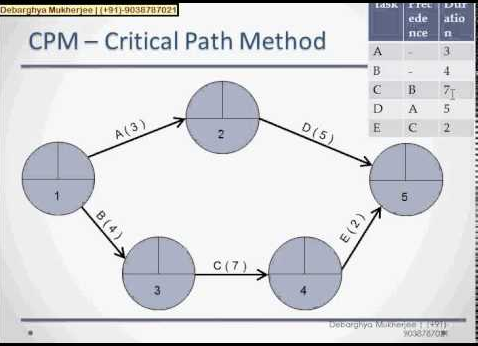 Debarghya Mukherjee | (+91)-9038787021
CPM – Critical Path Method
Task Prec Dur
ede atio
nce n
A - 3
B - 4
C B 7
D A 5
E C 2
A(3)
D(5)
2
1
5
B(4)
E(2)
C(7)
3
4
Debarghya Mukherjee | (+91)-